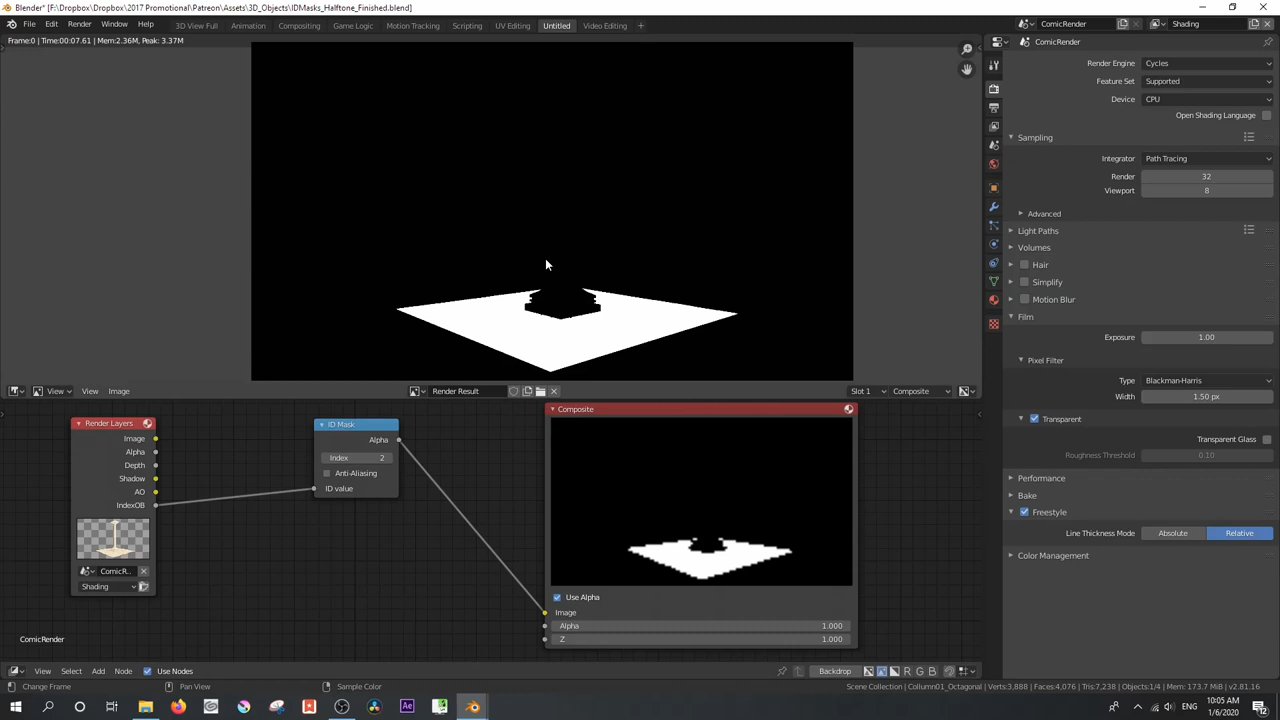 Blender* [F:\Dropbox\Dropbox\2017 Promotional\Patreon\Assets\3D_Objects\IDMasks_Halftone_Finished.blend]
File Edit Render Window Help 3D View Full Animation Compositing Game Logic Motion Tracking Scripting UV Editing Untitled Video Editing + ComicRender Shading
Frame:0 | Time:00:07.61 | Mem:2.36M, Peak: 3.37M
ComicRender
Render Engine Cycles
Feature Set Supported
Device CPU
Open Shading Language
Sampling
Integrator Path Tracing
Render 32
Viewport 8
Advanced
Light Paths
Volumes
Hair
Simplify
Motion Blur
Film
Exposure 1.00
Pixel Filter
Type Blackman-Harris
Width 1.50 px
Transparent
Transparent Glass
Roughness Threshold 0.10
Performance
Bake
Freestyle
Line Thickness Mode Absolute Relative
Color Management
View View Image Render Result Slot 1 Composite
Render Layers
Image
Alpha
Depth
Shadow
AO
IndexOB
ComicR..
Shading
ID Mask
Alpha
Index 2
Anti-Aliasing
ID value
Composite
Use Alpha
Image
Alpha 1.000
Z 1.000
ComicRender
View Select Add Node Use Nodes Backdrop R G B
Change Frame Pan View Sample Color Scene Collection | Collumn01_Octagonal | Verts:3,888 | Faces:4,076 | Tris:7,238 | Objects:1/4 | Mem: 173.7 MiB | v2.81.16
Ae ENG 10:05 AM
1/6/2020 12